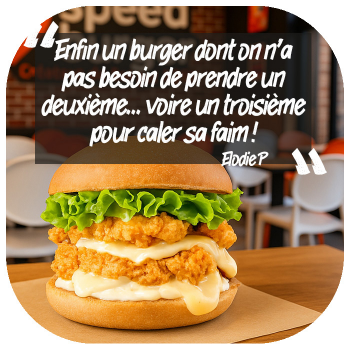 speed
“
Enfin un burger dont on n'a
pas besoin de prendre un
deuxième... voire un troisième
pour caler sa faim !
Elodie P
”